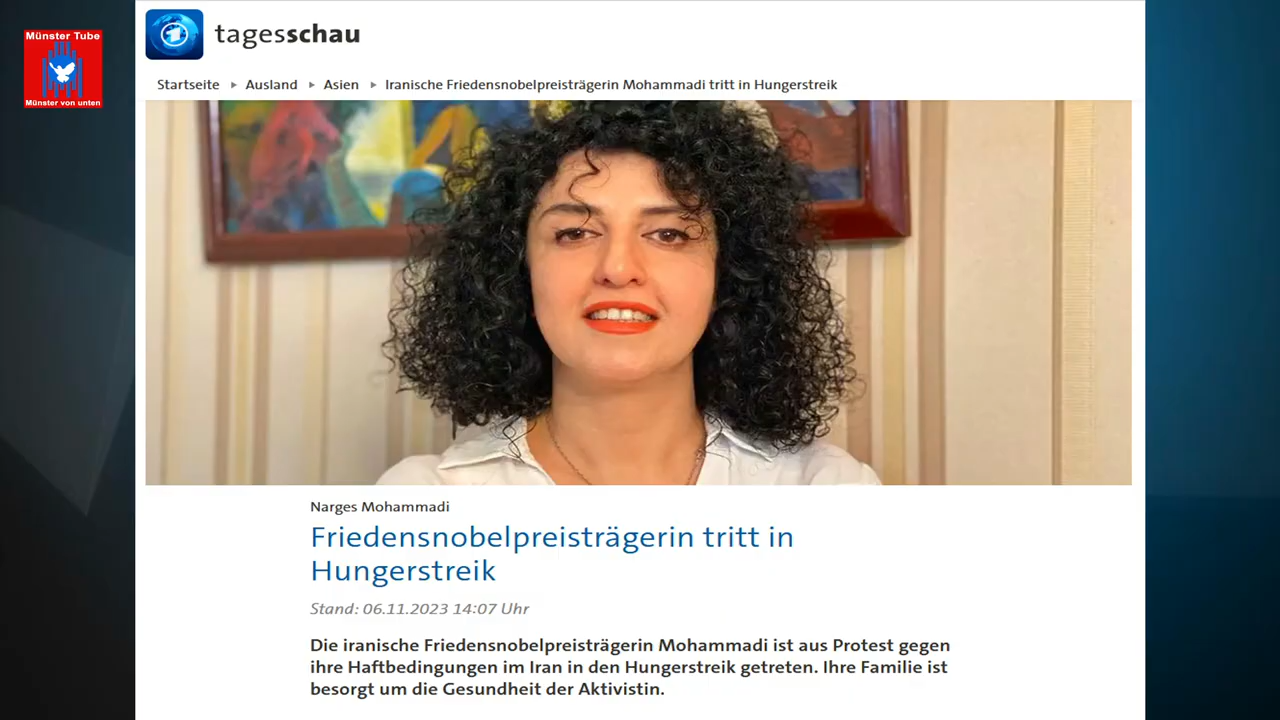 Münster Tube
Münster von unten
tagesschau
Startseite ▸ Ausland ▸ Asien ▸ Iranische Friedensnobelpreisträgerin Mohammadi tritt in Hungerstreik
Narges Mohammadi
Friedensnobelpreisträgerin tritt in
Hungerstreik
Stand: 06.11.2023 14:07 Uhr
Die iranische Friedensnobelpreisträgerin Mohammadi ist aus Protest gegen
ihre Haftbedingungen im Iran in den Hungerstreik getreten. Ihre Familie ist
besorgt um die Gesundheit der Aktivistin.